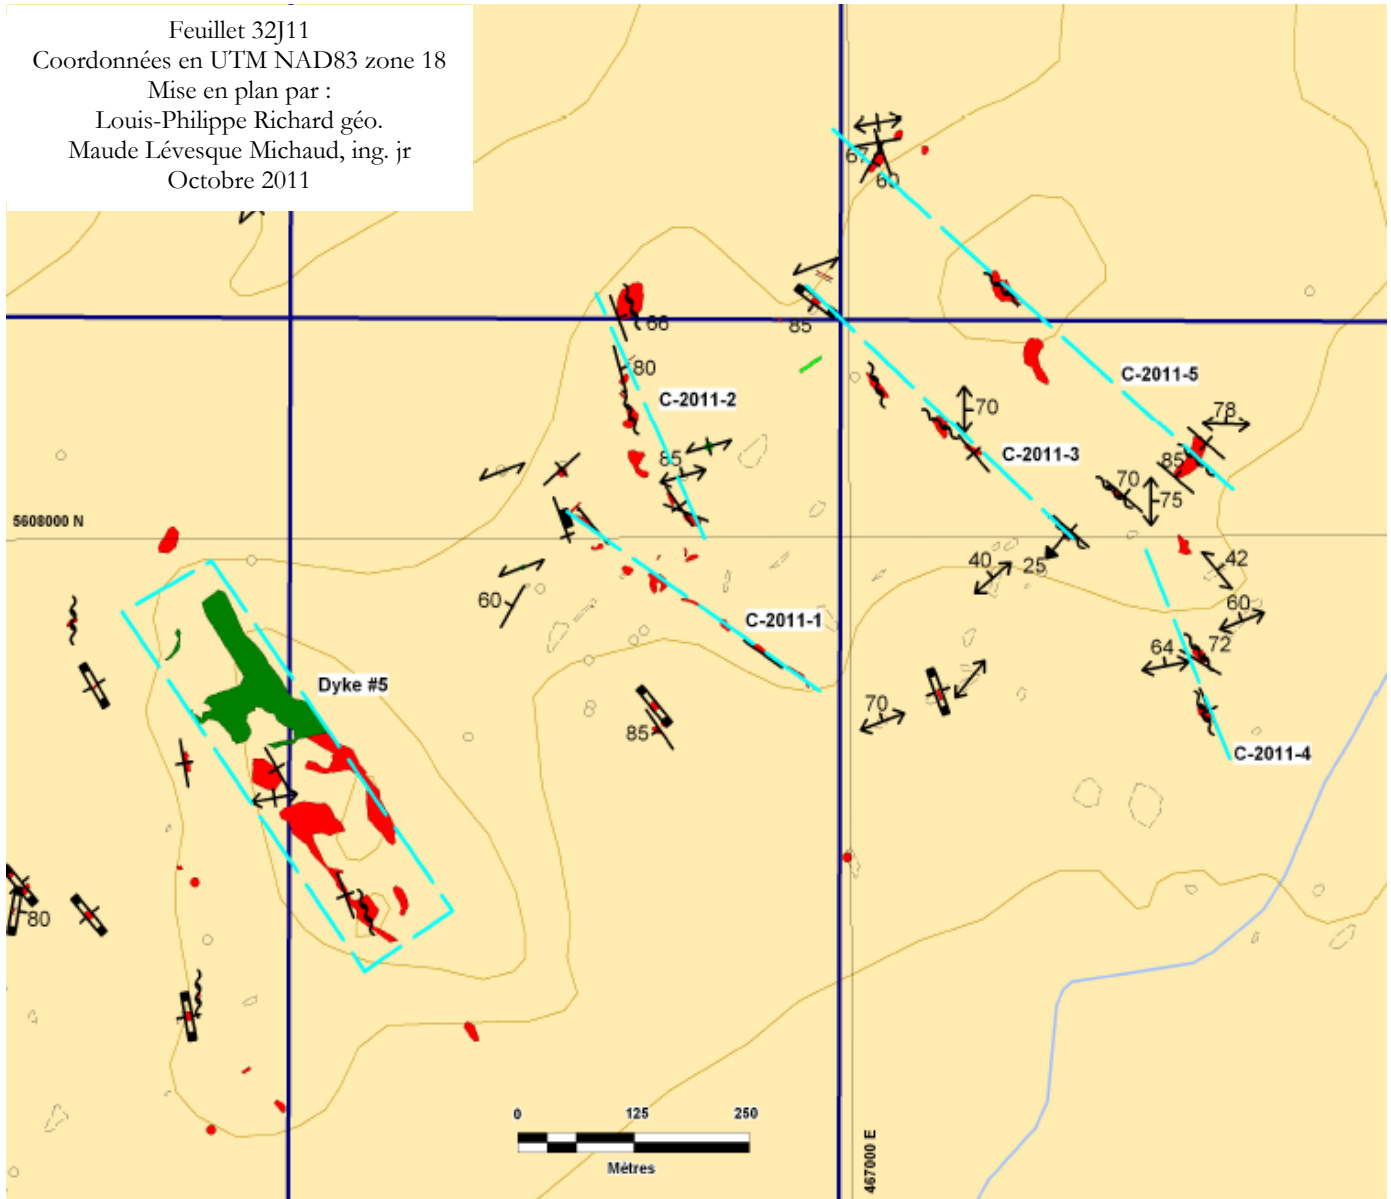 Feuillet 32J11
Coordonnées en UTM NAD83 zone 18
Mise en plan par :
Louis-Philippe Richard géo.
Maude Lévesque Michaud, ing. jr
Octobre 2011
67
60
85
66
80
C-2011-2
C-2011-5
70
78
C-2011-3
85
85
70
75
5608000 N
40
25
42
60
60
C-2011-1
64
72
Dyke #5
70
85
C-2011-4
80
0 125 250
Mètres
467000 E